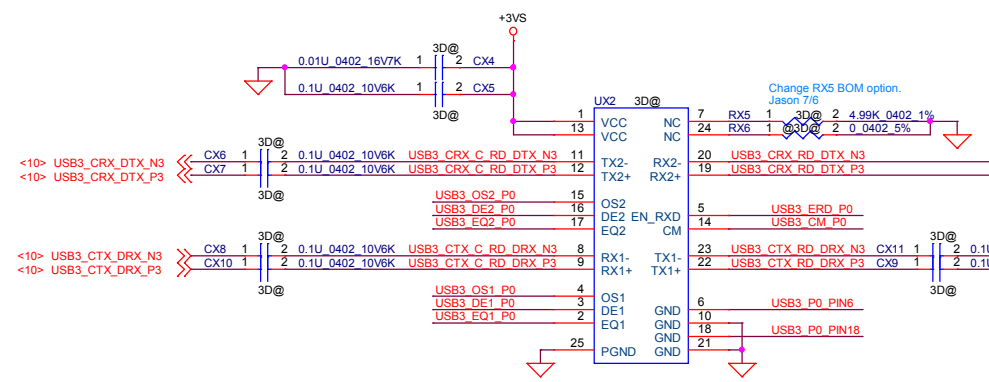 +3VS
3D@
0.01U_0402_16V7K 1 2 CX4
3D@
0.1U_0402_10V6K 1 2 CX5
Change RX5 BOM option.
Jason 7/6
UX2 3D@
1 VCC NC 7 RX5 1 3D@ 2 4.99K_0402_1%
13 VCC NC 24 RX6 1 @3D@ 2 0_0402_5%
3D@
<10> USB3_CRX_DTX_N3 CX6 1 2 0.1U_0402_10V6K USB3_CRX_C_RD_DTX_N3 11 TX2- RX2- 20 USB3_CRX_RD_DTX_N3
<10> USB3_CRX_DTX_P3 CX7 1 2 0.1U_0402_10V6K USB3_CRX_C_RD_DTX_P3 12 TX2+ RX2+ 19 USB3_CRX_RD_DTX_P3
3D@
USB3_OS2_P0 15 OS2
USB3_DE2_P0 16 DE2 EN_RXD 5 USB3_ERD_P0
USB3_EQ2_P0 17 EQ2 CM 14 USB3_CM_P0
3D@ 3D@
<10> USB3_CTX_DRX_N3 CX8 1 2 0.1U_0402_10V6K USB3_CTX_C_RD_DRX_N3 8 RX1- TX1- 23 USB3_CTX_RD_DRX_N3 CX11 1 2 0.1U
<10> USB3_CTX_DRX_P3 CX10 1 2 0.1U_0402_10V6K USB3_CTX_C_RD_DRX_P3 9 RX1+ TX1+ 22 USB3_CTX_RD_DRX_P3 CX9 1 2 0.1U
3D@ 3D@
USB3_OS1_P0 4 OS1
USB3_DE1_P0 3 DE1 GND 6 USB3_P0_PIN6
USB3_EQ1_P0 2 EQ1 GND 10
GND 18 USB3_P0_PIN18
25 PGND GND 21